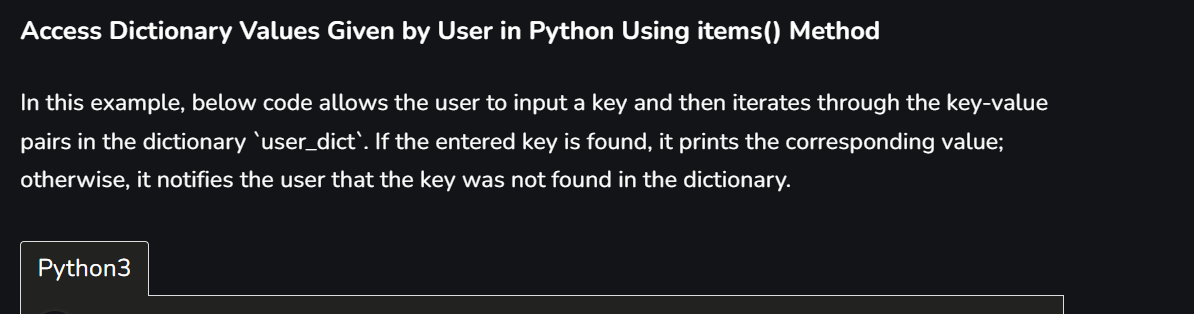 Access Dictionary Values Given by User in Python Using items() Method
In this example, below code allows the user to input a key and then iterates through the key-value
pairs in the dictionary `user_dict`. If the entered key is found, it prints the corresponding value;
otherwise, it notifies the user that the key was not found in the dictionary.
Python3